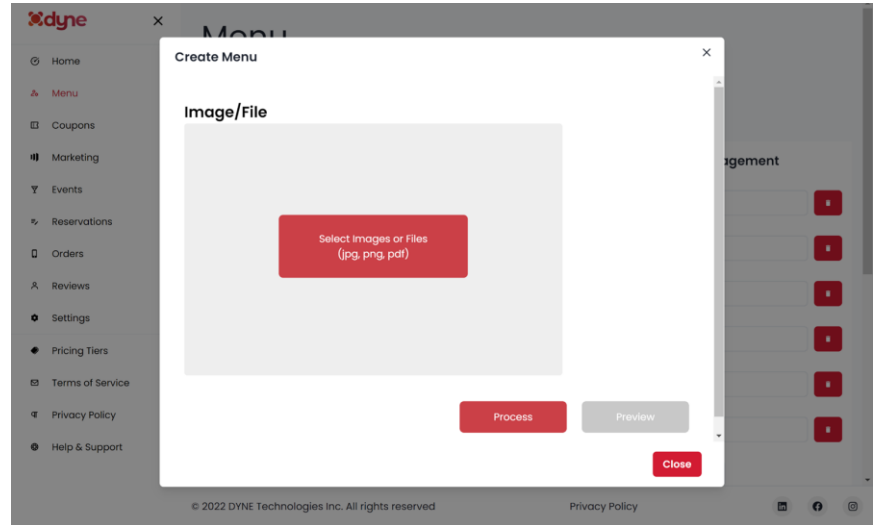 dyne
Menu
Home
Menu
Coupons
Marketing
Events
Reservations
Orders
Reviews
Settings
Pricing Tiers
Terms of Service
Privacy Policy
Help & Support
Create Menu
Image/File
Select Images or Files
(jpg, png, pdf)
Process
Preview
Close
agement
© 2022 DYNE Technologies Inc. All rights reserved
Privacy Policy